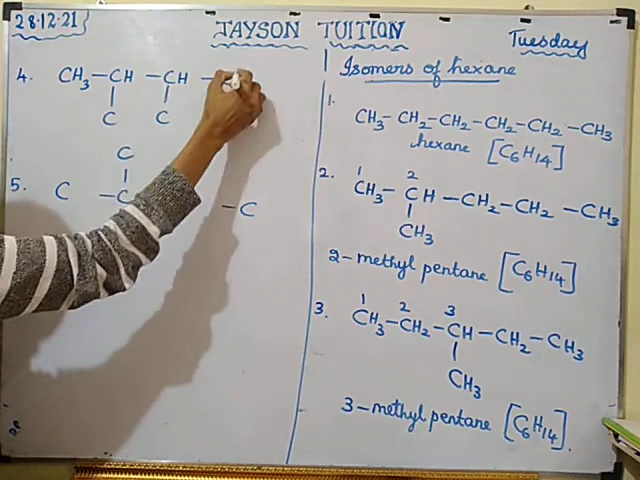 28.12.21
JAYSON TUITION
Tuesday
4. CH₃—CH—CH—
C C
C
5. C —C —C
Isomers of hexane
1. CH₃—CH₂—CH₂—CH₂—CH₂—CH₃
hexane [C₆H₁₄]
2. 1 2
CH₃—CH—CH₂—CH₂—CH₃
CH₃
2-methyl pentane [C₆H₁₄]
3. 1 2 3
CH₃—CH₂—CH—CH₂—CH₃
CH₃
3-methyl pentane [C₆H₁₄].